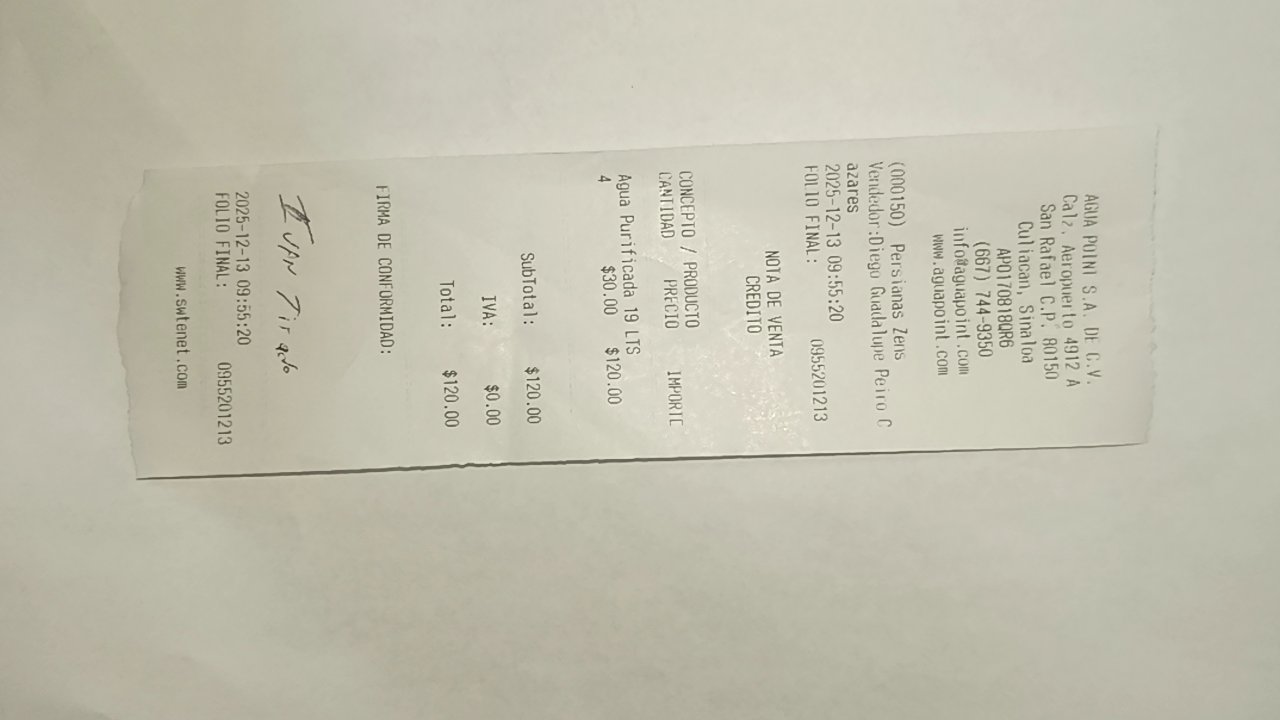 AGUA POINT S.A. DE C.V.
Calz. Aeropuerto 4912 A
San Rafael C.P. 80150
Culiacan, Sinaloa
APO170818QR6
(667) 744-9350
info@aguapoint.com
www.aguapoint.com
(000150) Persianas Zens
Vendedor:Diego Guadalupe Peiro C
azares
2025-12-13 09:55:20
FOLIO FINAL: 0955201213
NOTA DE VENTA
CREDITO
CONCEPTO / PRODUCTO
CANTIDAD PRECIO IMPORTE
Agua Purificada 19 LTS
4 $30.00 $120.00
SubTotal: $120.00
IVA: $0.00
Total: $120.00
FIRMA DE CONFORMIDAD:
IVAN Tirado
2025-12-13 09:55:20
FOLIO FINAL: 0955201213
www.swtenet.com